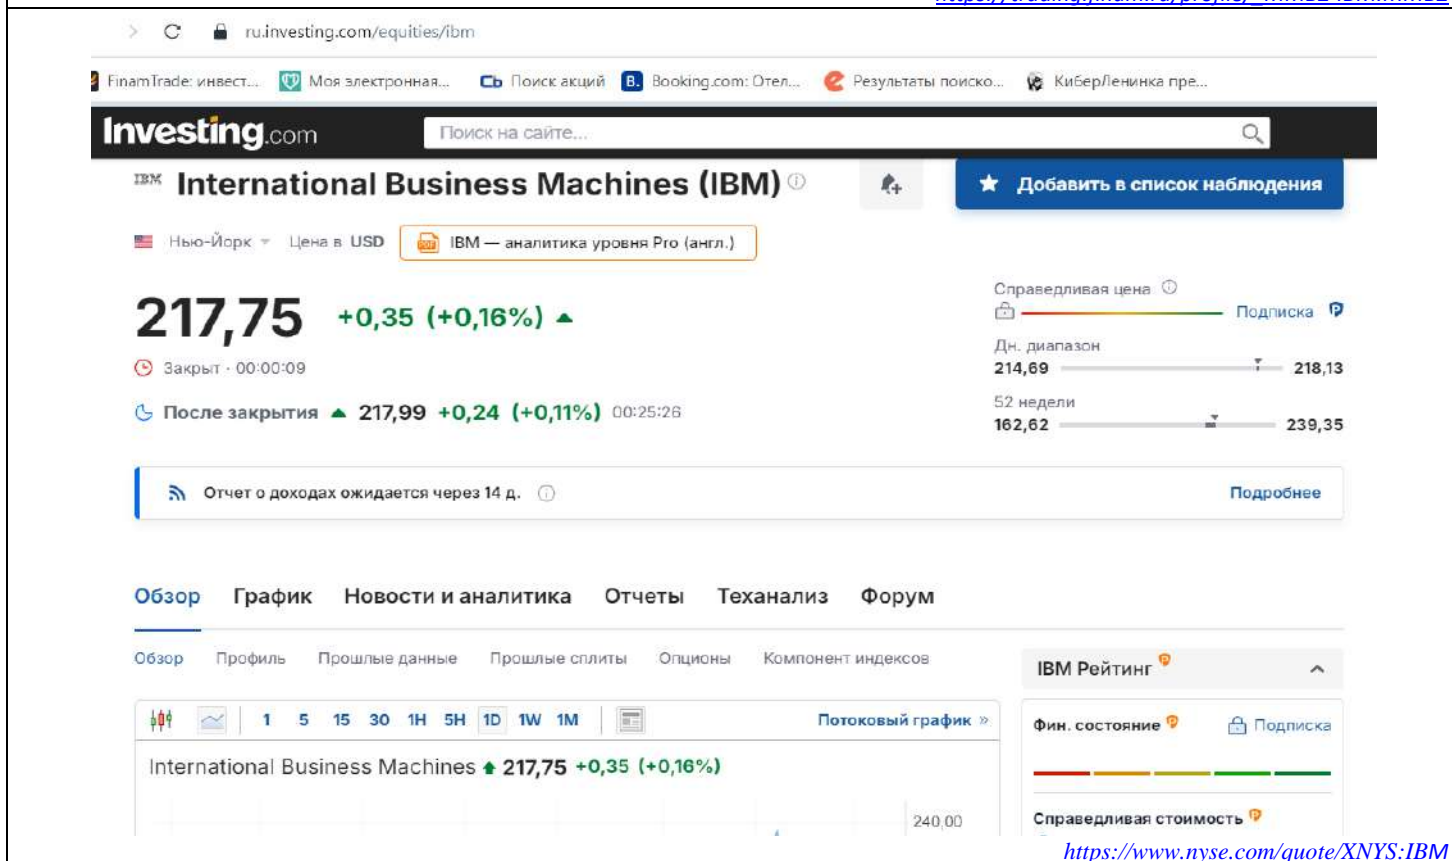 ru.investing.com/equities/ibm
FinamTrade: инвест... Моя электронная... Сь Поиск акций B. Booking.com: Отел... Результаты поиско... КиберЛенинка пре...
Investing.com Поиск на сайте...
IBM International Business Machines (IBM) Добавить в список наблюдения
Нью-Йорк Цена в USD IBM — аналитика уровня Pro (англ.)
217,75 +0,35 (+0,16%)
Закрыт · 00:00:09
После закрытия 217,99 +0,24 (+0,11%) 00:25:26
Справедливая цена
Подписка
Дн. диапазон
214,69 218,13
52 недели
162,62 239,35
Отчет о доходах ожидается через 14 д. Подробнее
Обзор График Новости и аналитика Отчеты Теханализ Форум
Обзор Профиль Прошлые данные Прошлые сплиты Опционы Компонент индексов
1 5 15 30 1H 5H 1D 1W 1M Потоковый график »
International Business Machines 217,75 +0,35 (+0,16%)
240,00
IBM Рейтинг
Фин. состояние Подписка
Справедливая стоимость
https://www.nyse.com/quote/XNYS:IBM